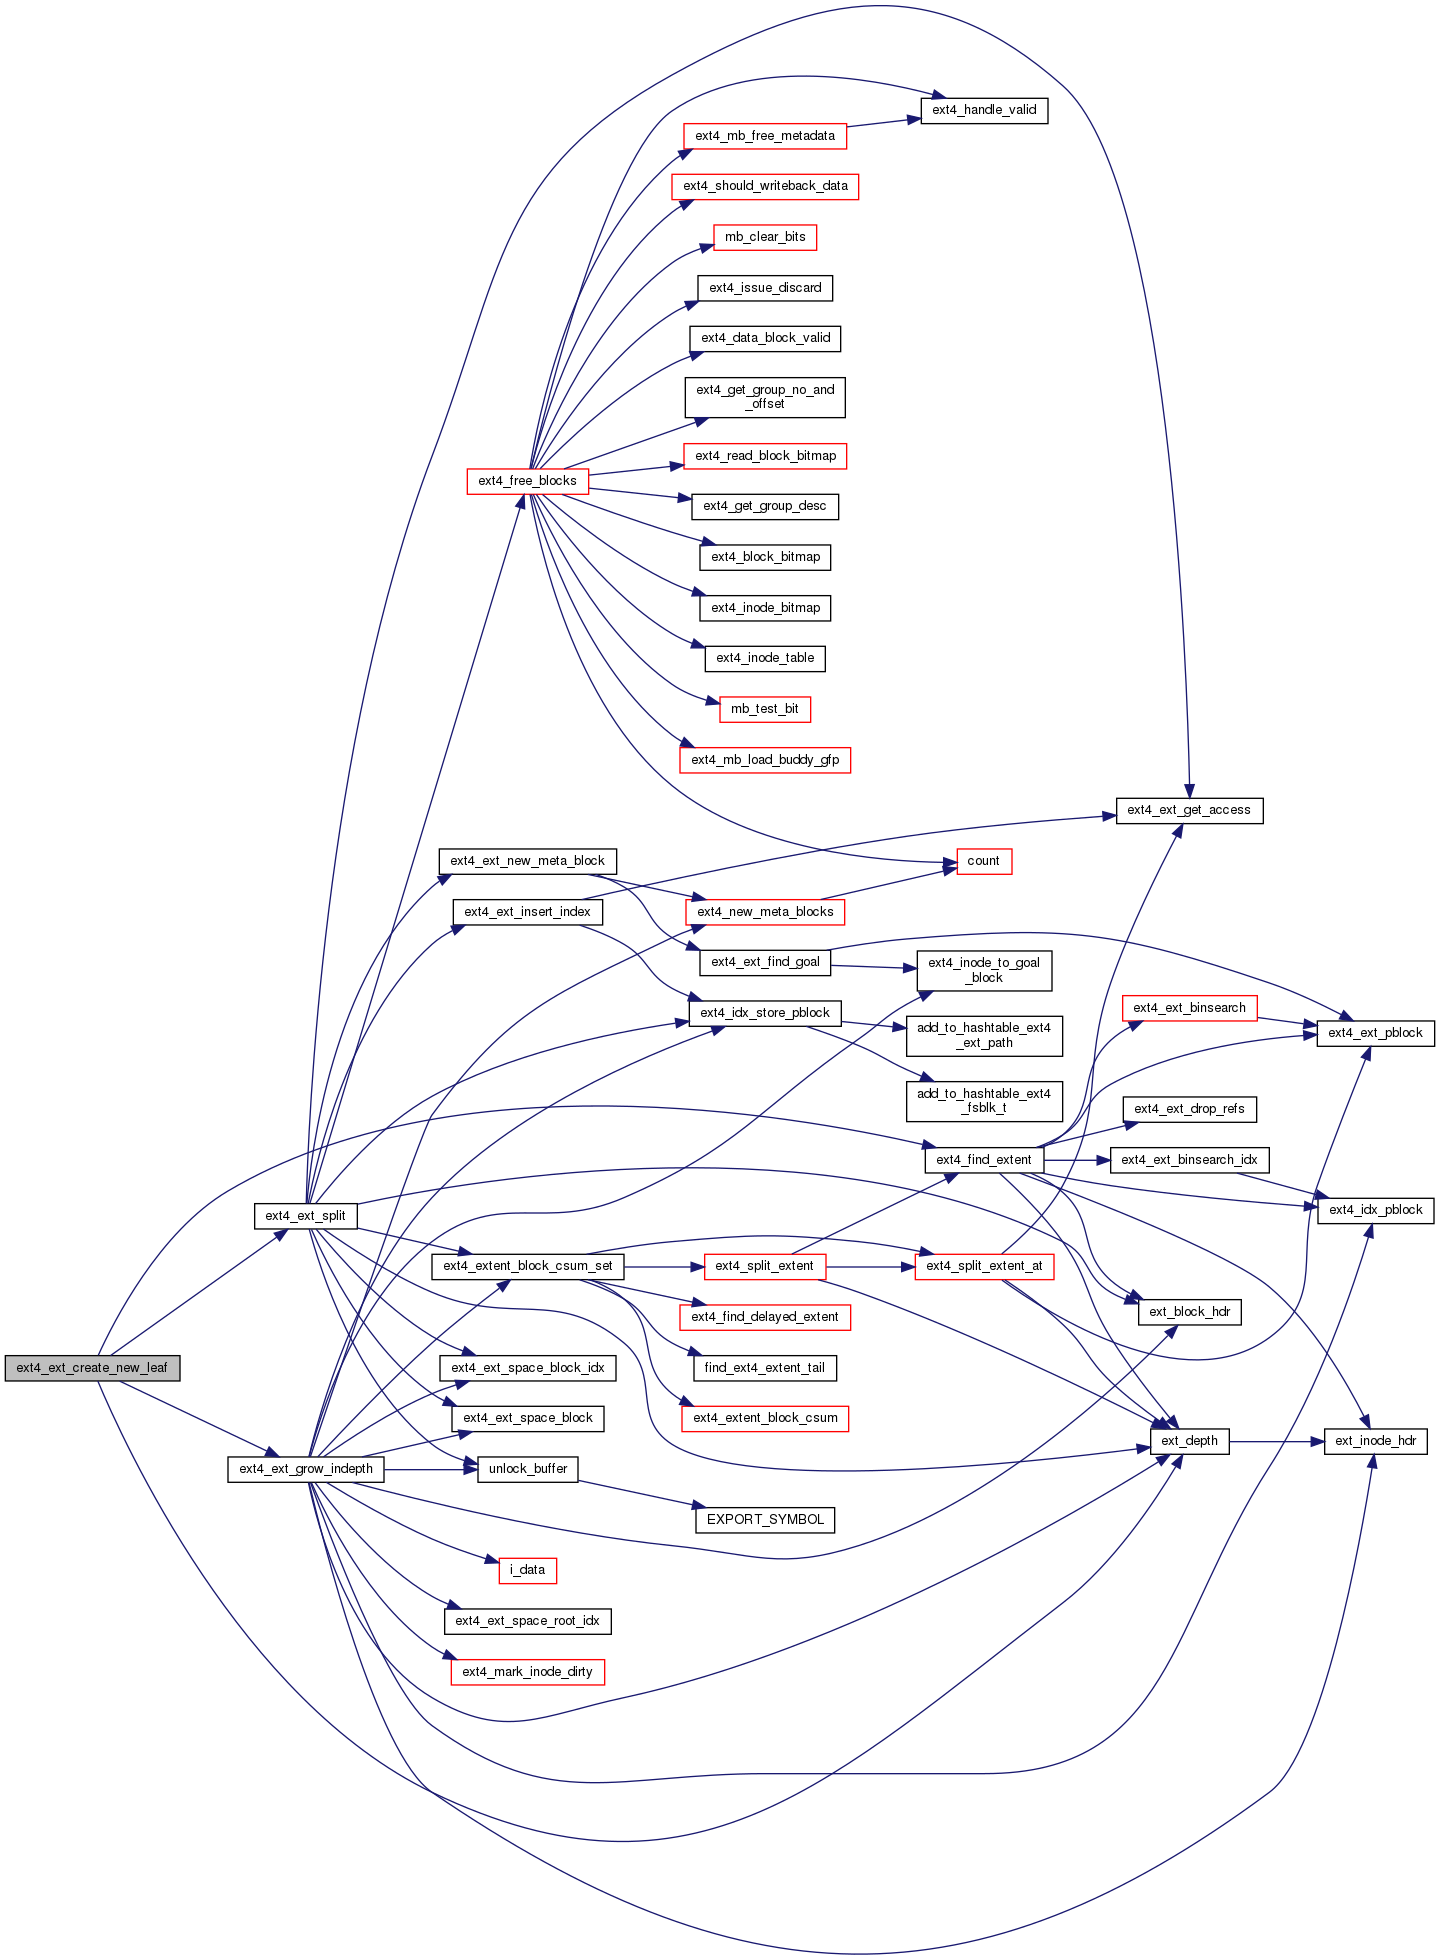 ext4_handle_valid
ext4_mb_free_metadata
ext4_should_writeback_data
mb_clear_bits
ext4_issue_discard
ext4_data_block_valid
ext4_get_group_no_and
_offset
ext4_read_block_bitmap
ext4_free_blocks
ext4_get_group_desc
ext4_block_bitmap
ext4_inode_bitmap
ext4_inode_table
mb_test_bit
ext4_mb_load_buddy_gfp
ext4_ext_get_access
ext4_ext_new_meta_block
count
ext4_ext_insert_index
ext4_new_meta_blocks
ext4_ext_find_goal
ext4_inode_to_goal
_block
ext4_ext_binsearch
ext4_idx_store_pblock
add_to_hashtable_ext4
_ext_path
ext4_ext_pblock
add_to_hashtable_ext4
_fsblk_t
ext4_ext_drop_refs
ext4_find_extent
ext4_ext_binsearch_idx
ext4_ext_split
ext4_idx_pblock
ext4_extent_block_csum_set
ext4_split_extent
ext4_split_extent_at
ext4_find_delayed_extent
ext_block_hdr
ext4_ext_create_new_leaf
ext4_ext_space_block_idx
find_ext4_extent_tail
ext4_ext_space_block
ext4_extent_block_csum
ext_depth
ext_inode_hdr
ext4_ext_grow_indepth
unlock_buffer
EXPORT_SYMBOL
i_data
ext4_ext_space_root_idx
ext4_mark_inode_dirty